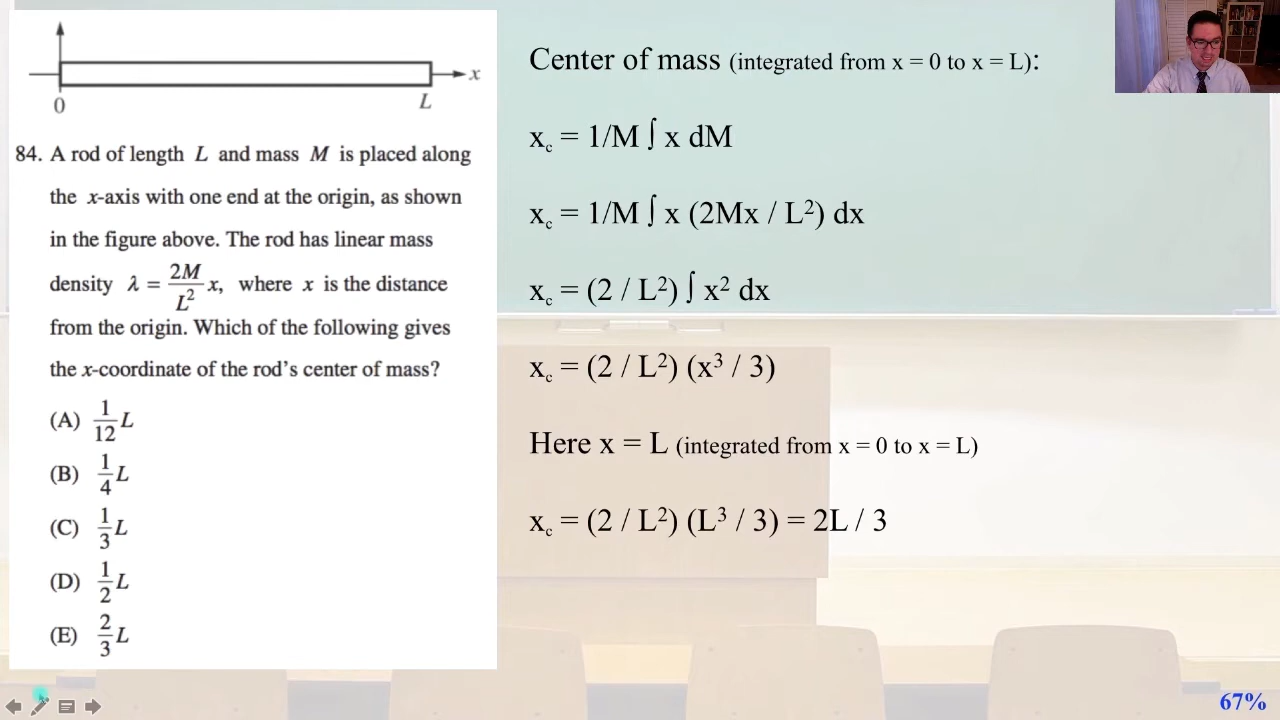 x
0
L
84. A rod of length L and mass M is placed along
the x-axis with one end at the origin, as shown
in the figure above. The rod has linear mass
density λ = 2M/L² x, where x is the distance
from the origin. Which of the following gives
the x-coordinate of the rod's center of mass?
(A) 1/12 L
(B) 1/4 L
(C) 1/3 L
(D) 1/2 L
(E) 2/3 L
Center of mass (integrated from x = 0 to x = L):
x꜀ = 1/M ∫ x dM
x꜀ = 1/M ∫ x (2Mx / L²) dx
x꜀ = (2 / L²) ∫ x² dx
x꜀ = (2 / L²) (x³ / 3)
Here x = L (integrated from x = 0 to x = L)
x꜀ = (2 / L²) (L³ / 3) = 2L / 3
67%